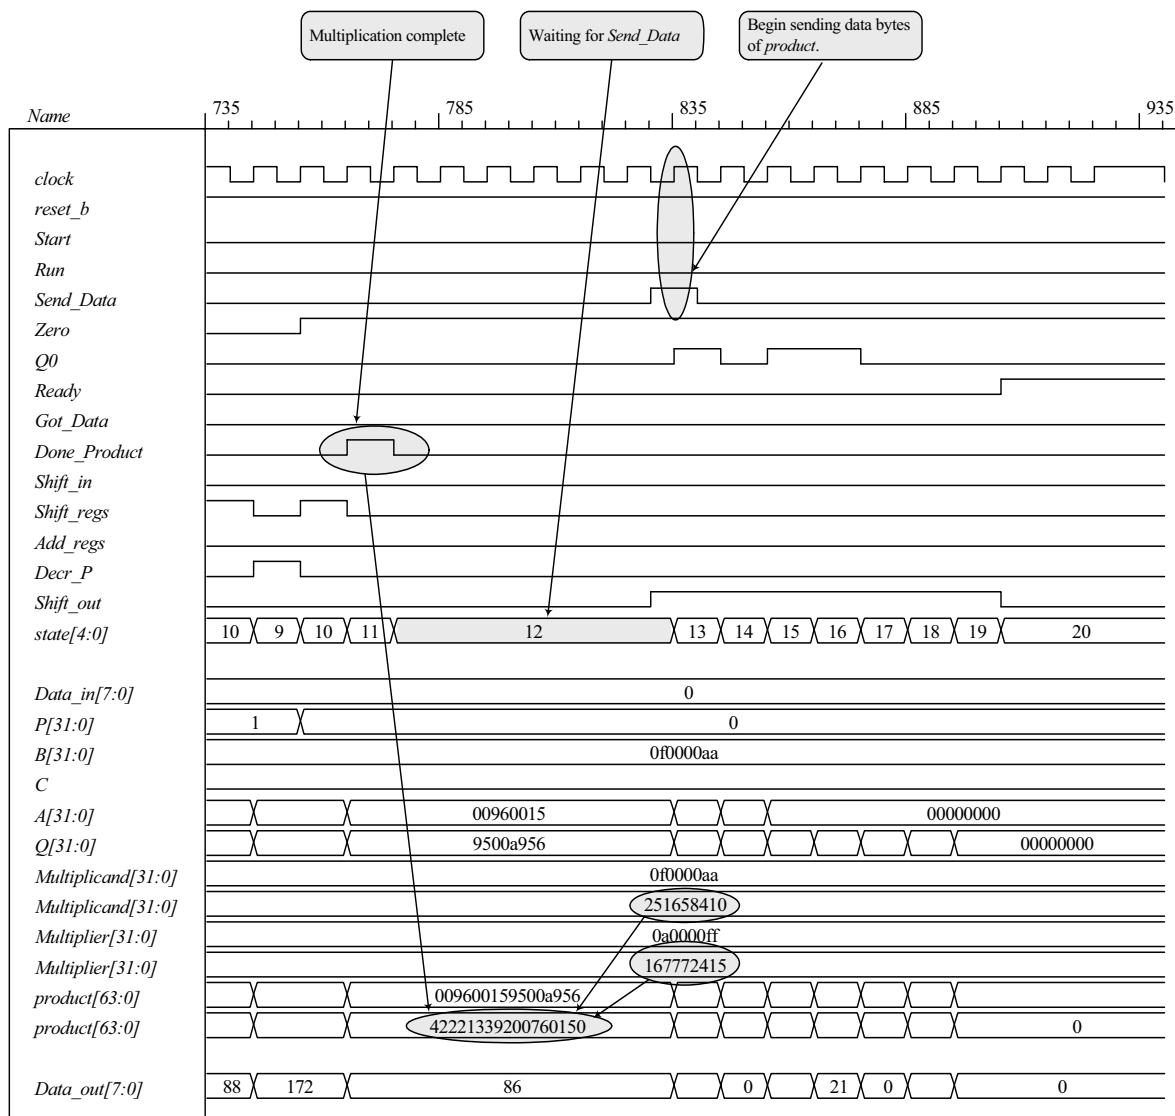 Multiplication complete
Waiting for Send_Data
Begin sending data bytes
of product.
Name
735 785 835 885 935
clock
reset_b
Start
Run
Send_Data
Zero
Q0
Ready
Got_Data
Done_Product
Shift_in
Shift_regs
Add_regs
Decr_P
Shift_out
state[4:0] 10 9 10 11 12 13 14 15 16 17 18 19 20
Data_in[7:0] 0
P[31:0] 1 0
B[31:0] 0f0000aa
C
A[31:0] 00960015 00000000
Q[31:0] 9500a956 00000000
Multiplicand[31:0] 0f0000aa
Multiplicand[31:0] 251658410
Multiplier[31:0] 0a0000ff
Multiplier[31:0] 167772415
product[63:0] 009600159500a956
product[63:0] 42221339200760150 0
Data_out[7:0] 88 172 86 0 21 0 0